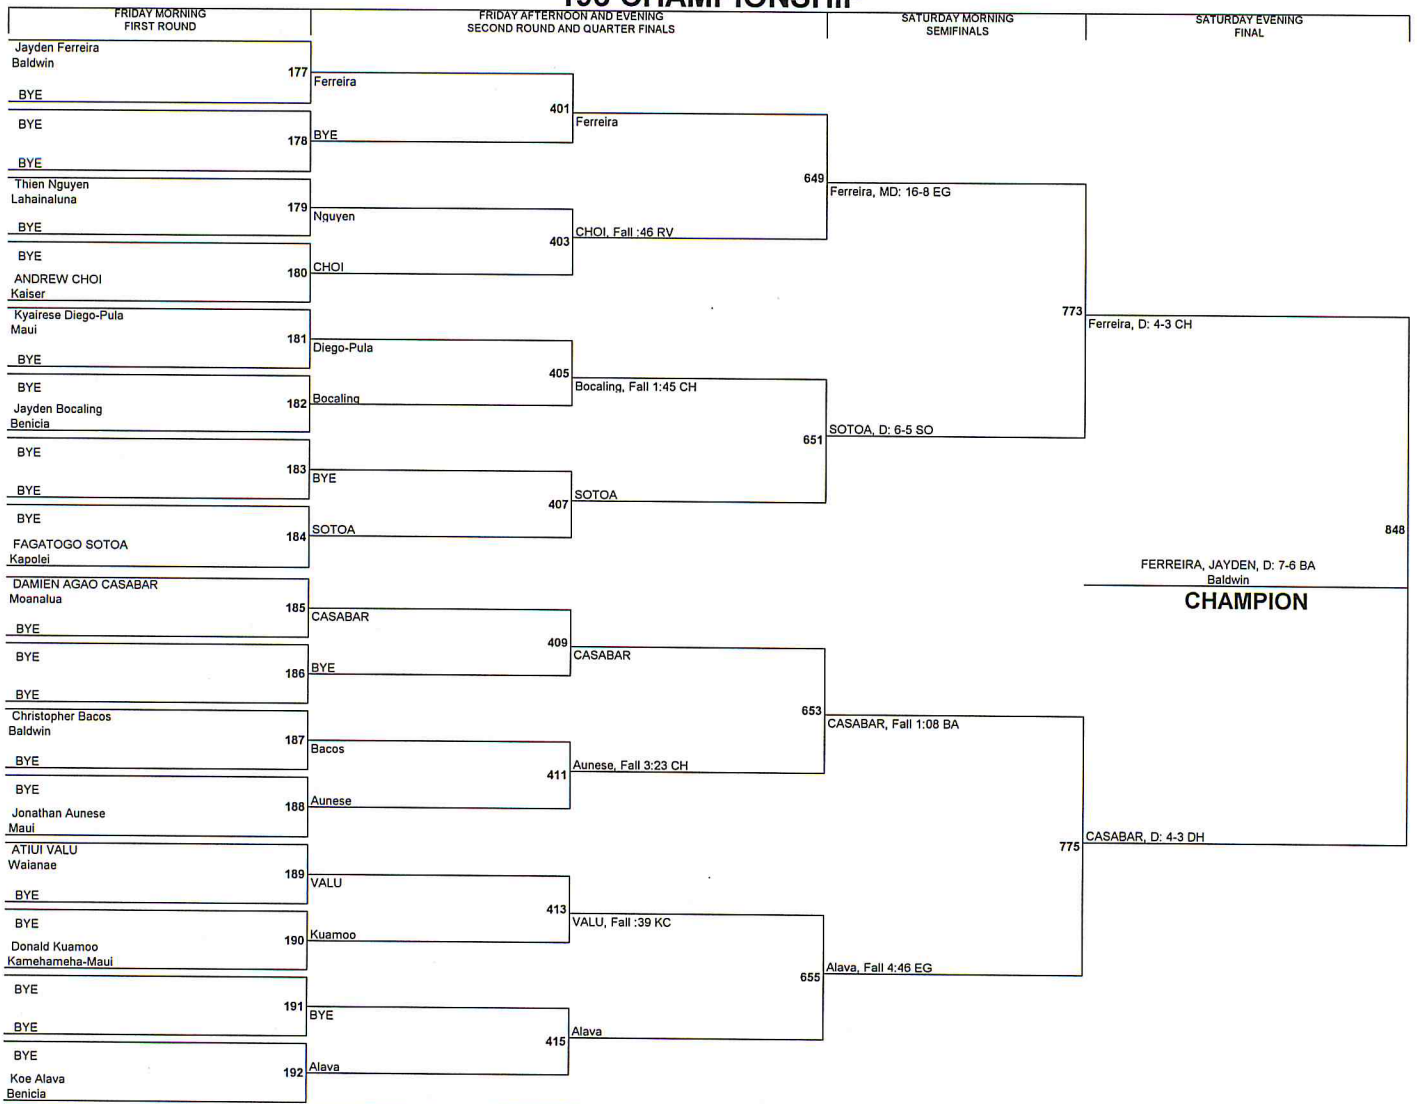 FRIDAY MORNING
FIRST ROUND
FRIDAY AFTERNOON AND EVENING
SECOND ROUND AND QUARTER FINALS
SATURDAY MORNING
SEMIFINALS
SATURDAY EVENING
FINAL
Jayden Ferreira
Baldwin
177
BYE
Ferreira
401
BYE
178
BYE
BYE
Ferreira
649
Thien Nguyen
Lahainaluna
179
BYE
Nguyen
403
CHOI, Fall :46 RV
BYE
180
ANDREW CHOI
Kaiser
CHOI
Ferreira, MD: 16-8 EG
773
Kyairese Diego-Pula
Maui
181
BYE
Diego-Pula
405
BYE
182
Jayden Bocaling
Benicia
Bocaling
Bocaling, Fall 1:45 CH
651
SOTOA, D: 6-5 SO
BYE
183
BYE
BYE
407
SOTOA
BYE
184
FAGATOGO SOTOA
Kapolei
SOTOA
Ferreira, D: 4-3 CH
848
FERREIRA, JAYDEN, D: 7-6 BA
Baldwin
CHAMPION
DAMIEN AGAO CASABAR
Moanalua
185
BYE
CASABAR
409
BYE
186
BYE
BYE
CASABAR
653
Christopher Bacos
Baldwin
187
BYE
Bacos
411
Aunese, Fall 3:23 CH
BYE
188
Jonathan Aunese
Maui
Aunese
CASABAR, Fall 1:08 BA
775
CASABAR, D: 4-3 DH
ATIUI VALU
Waianae
189
BYE
VALU
413
BYE
190
Donald Kuamoo
Kamehameha-Maui
Kuamoo
VALU, Fall :39 KC
655
Alava, Fall 4:46 EG
BYE
191
BYE
BYE
415
Alava
BYE
192
Koe Alava
Benicia
Alava